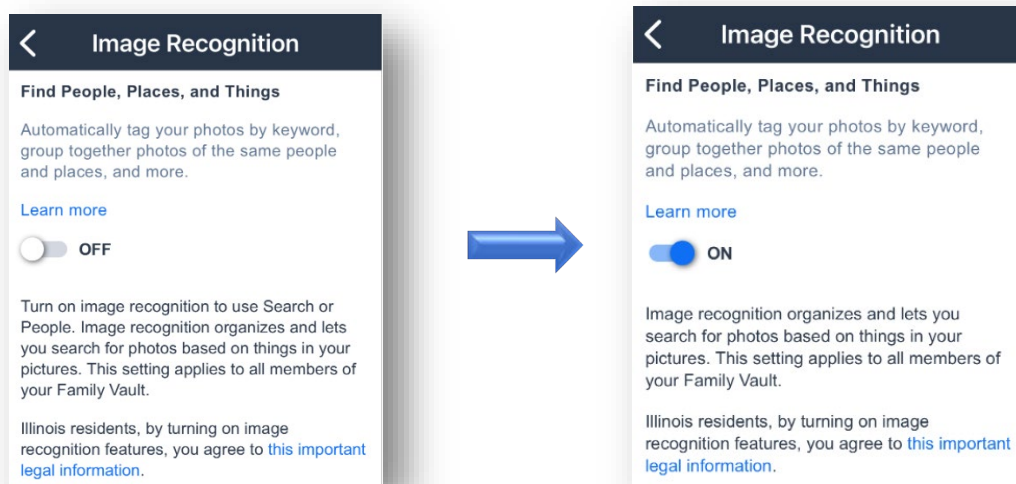 Image Recognition
Find People, Places, and Things
Automatically tag your photos by keyword,
group together photos of the same people
and places, and more.
Learn more
OFF
Turn on image recognition to use Search or
People. Image recognition organizes and lets
you search for photos based on things in your
pictures. This setting applies to all members of
your Family Vault.
Illinois residents, by turning on image
recognition features, you agree to this important
legal information.
Image Recognition
Find People, Places, and Things
Automatically tag your photos by keyword,
group together photos of the same people
and places, and more.
Learn more
ON
Image recognition organizes and lets you
search for photos based on things in your
pictures. This setting applies to all members of
your Family Vault.
Illinois residents, by turning on image
recognition features, you agree to this important
legal information.